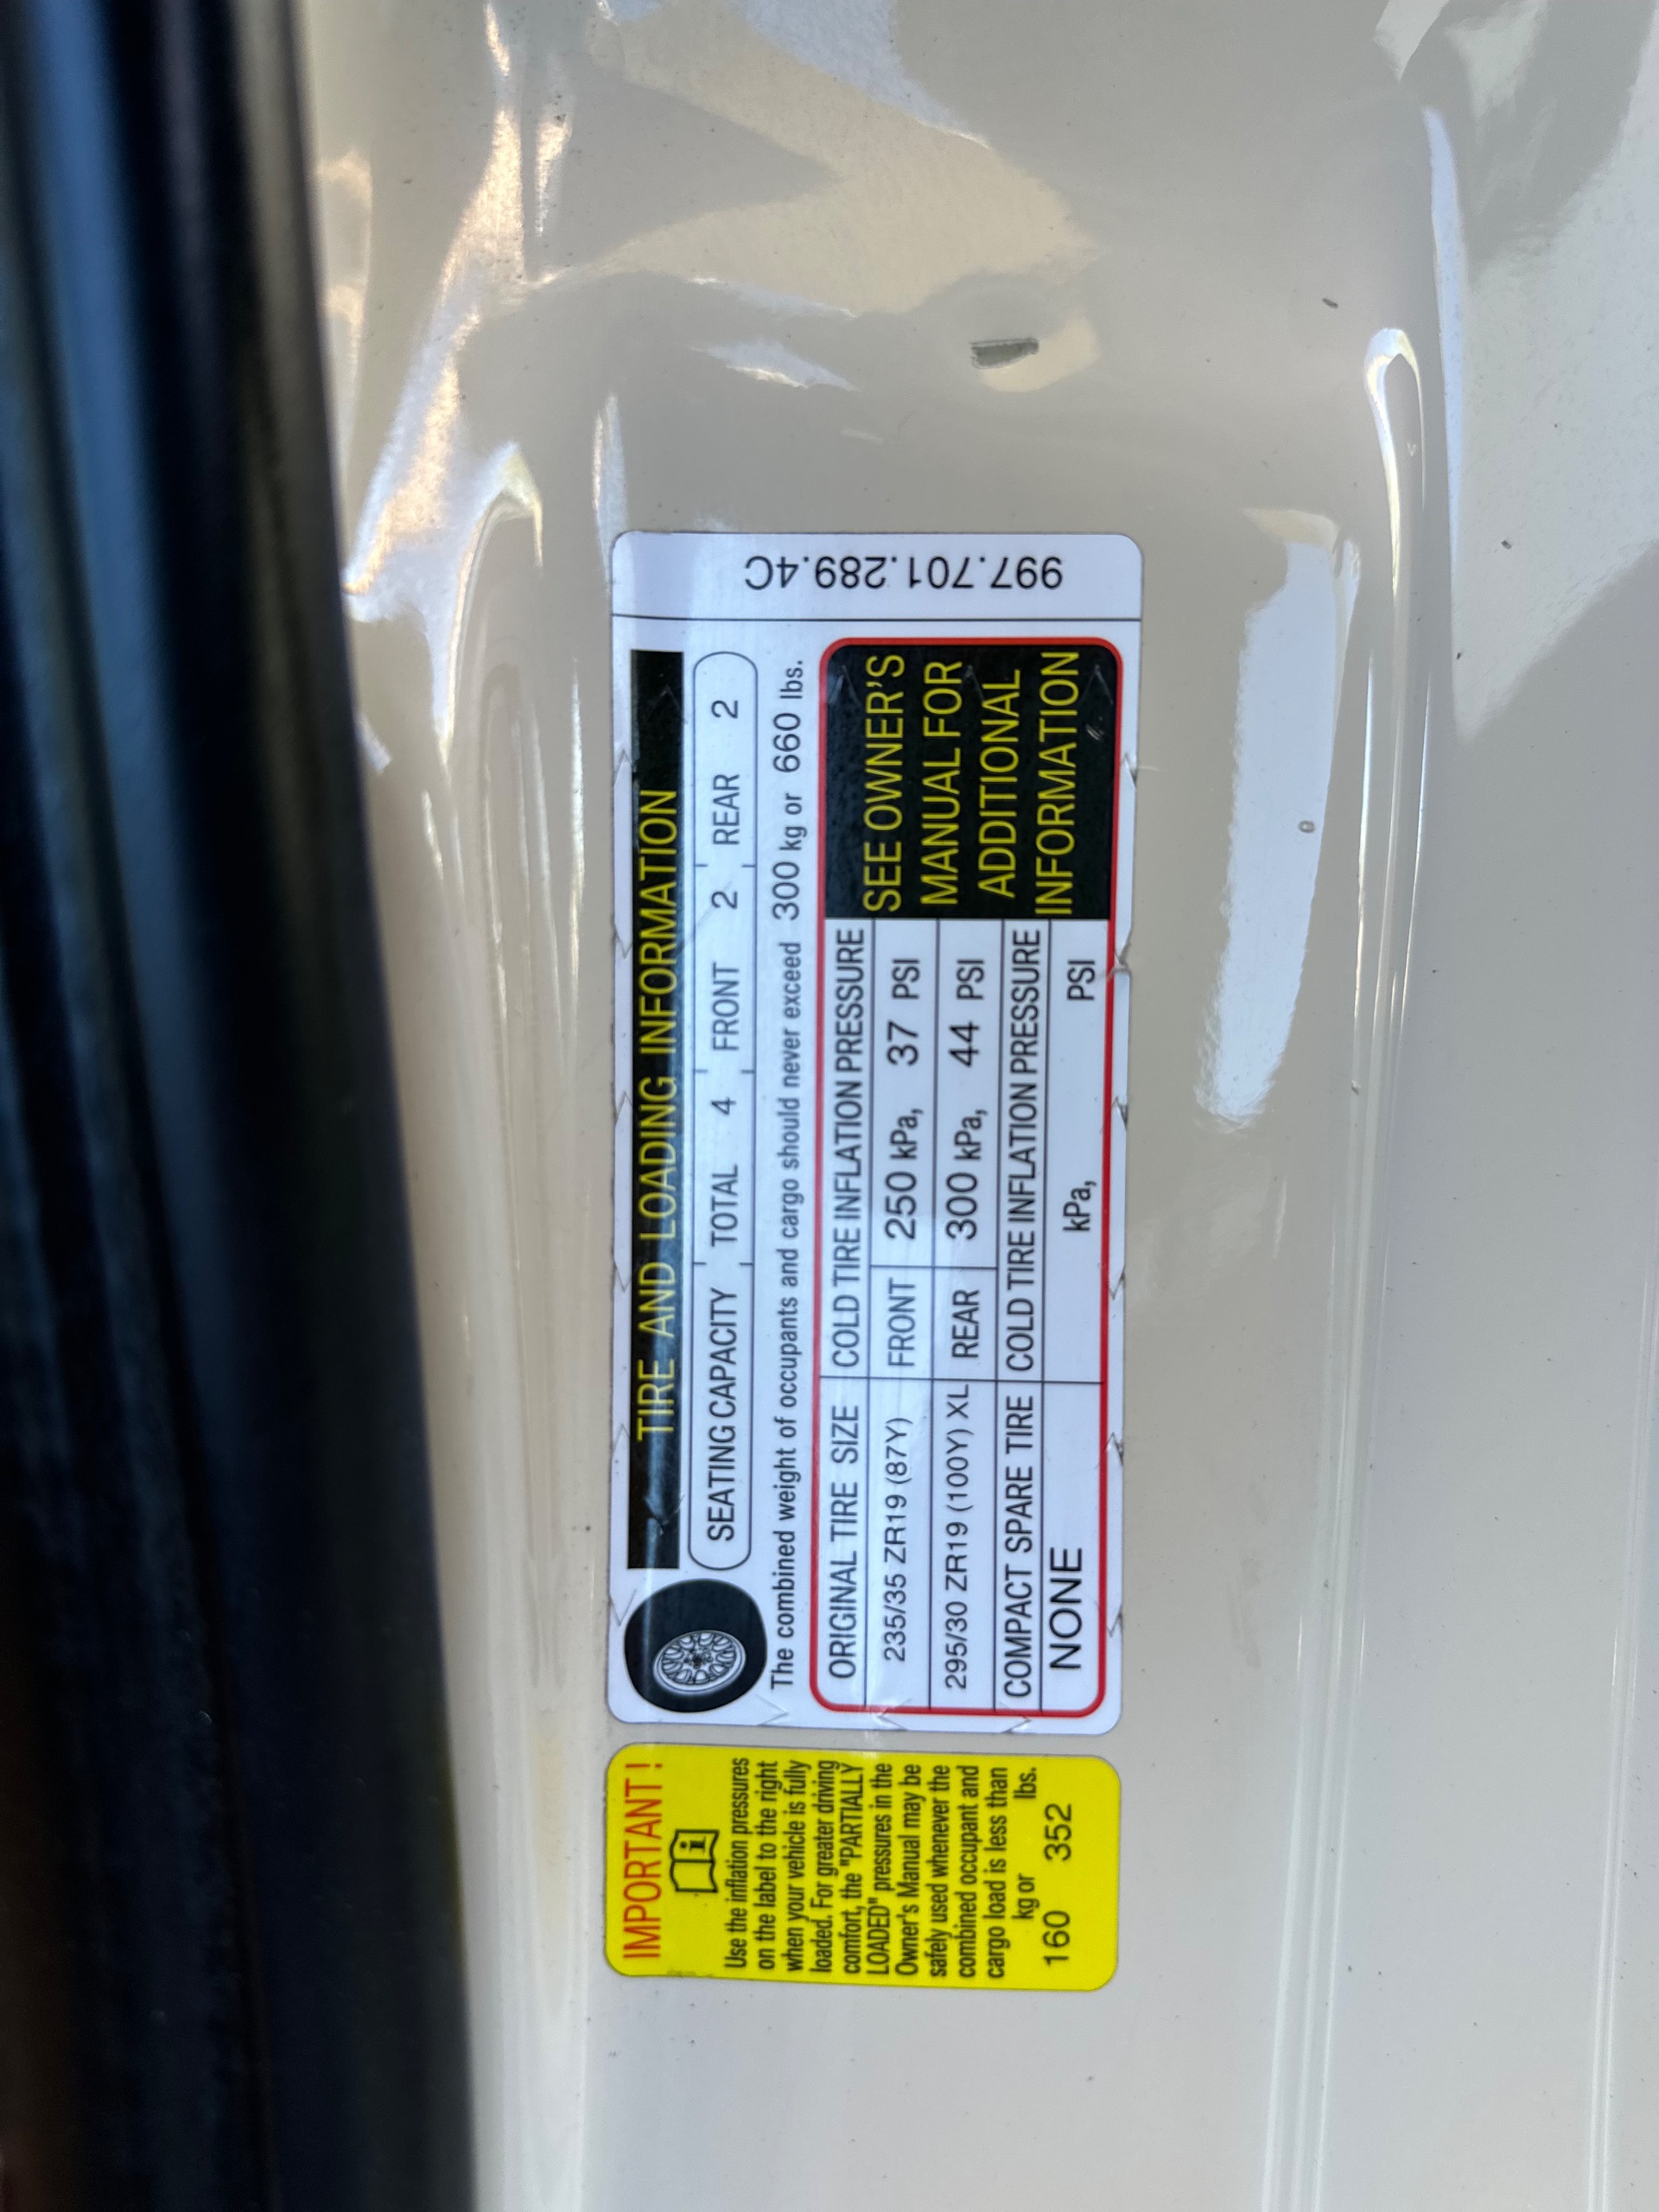 IMPORTANT!
Use the inflation pressures
on the label to the right
when your vehicle is fully
loaded. For greater driving
comfort, the "PARTIALLY
LOADED" pressures in the
Owner's Manual may be
safely used whenever the
combined occupant and
cargo load is less than
kg or lbs.
160 352
TIRE AND LOADING INFORMATION
SEATING CAPACITY TOTAL 4 FRONT 2 REAR 2
The combined weight of occupants and cargo should never exceed 300 kg or 660 lbs.
ORIGINAL TIRE SIZE COLD TIRE INFLATION PRESSURE
235/35 ZR19 (87Y) FRONT 250 kPa, 37 PSI
295/30 ZR19 (100Y) XL REAR 300 kPa, 44 PSI
COMPACT SPARE TIRE COLD TIRE INFLATION PRESSURE
NONE kPa, PSI
SEE OWNER'S
MANUAL FOR
ADDITIONAL
INFORMATION
997.701.289.4C